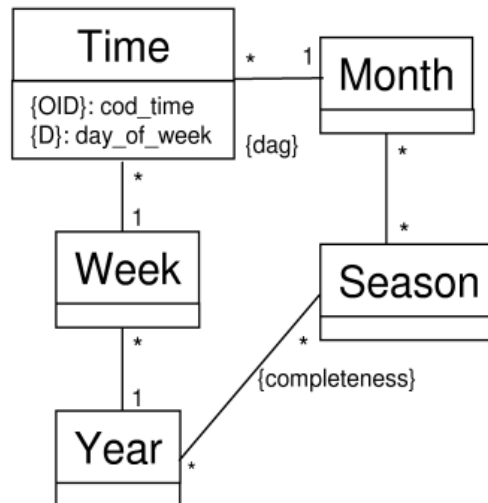 Time
{OID}: cod_time
{D}: day_of_week
* 1
Month
{dag}
*
1
*
*
Week
Season
*
1
*
{completeness}
Year
*